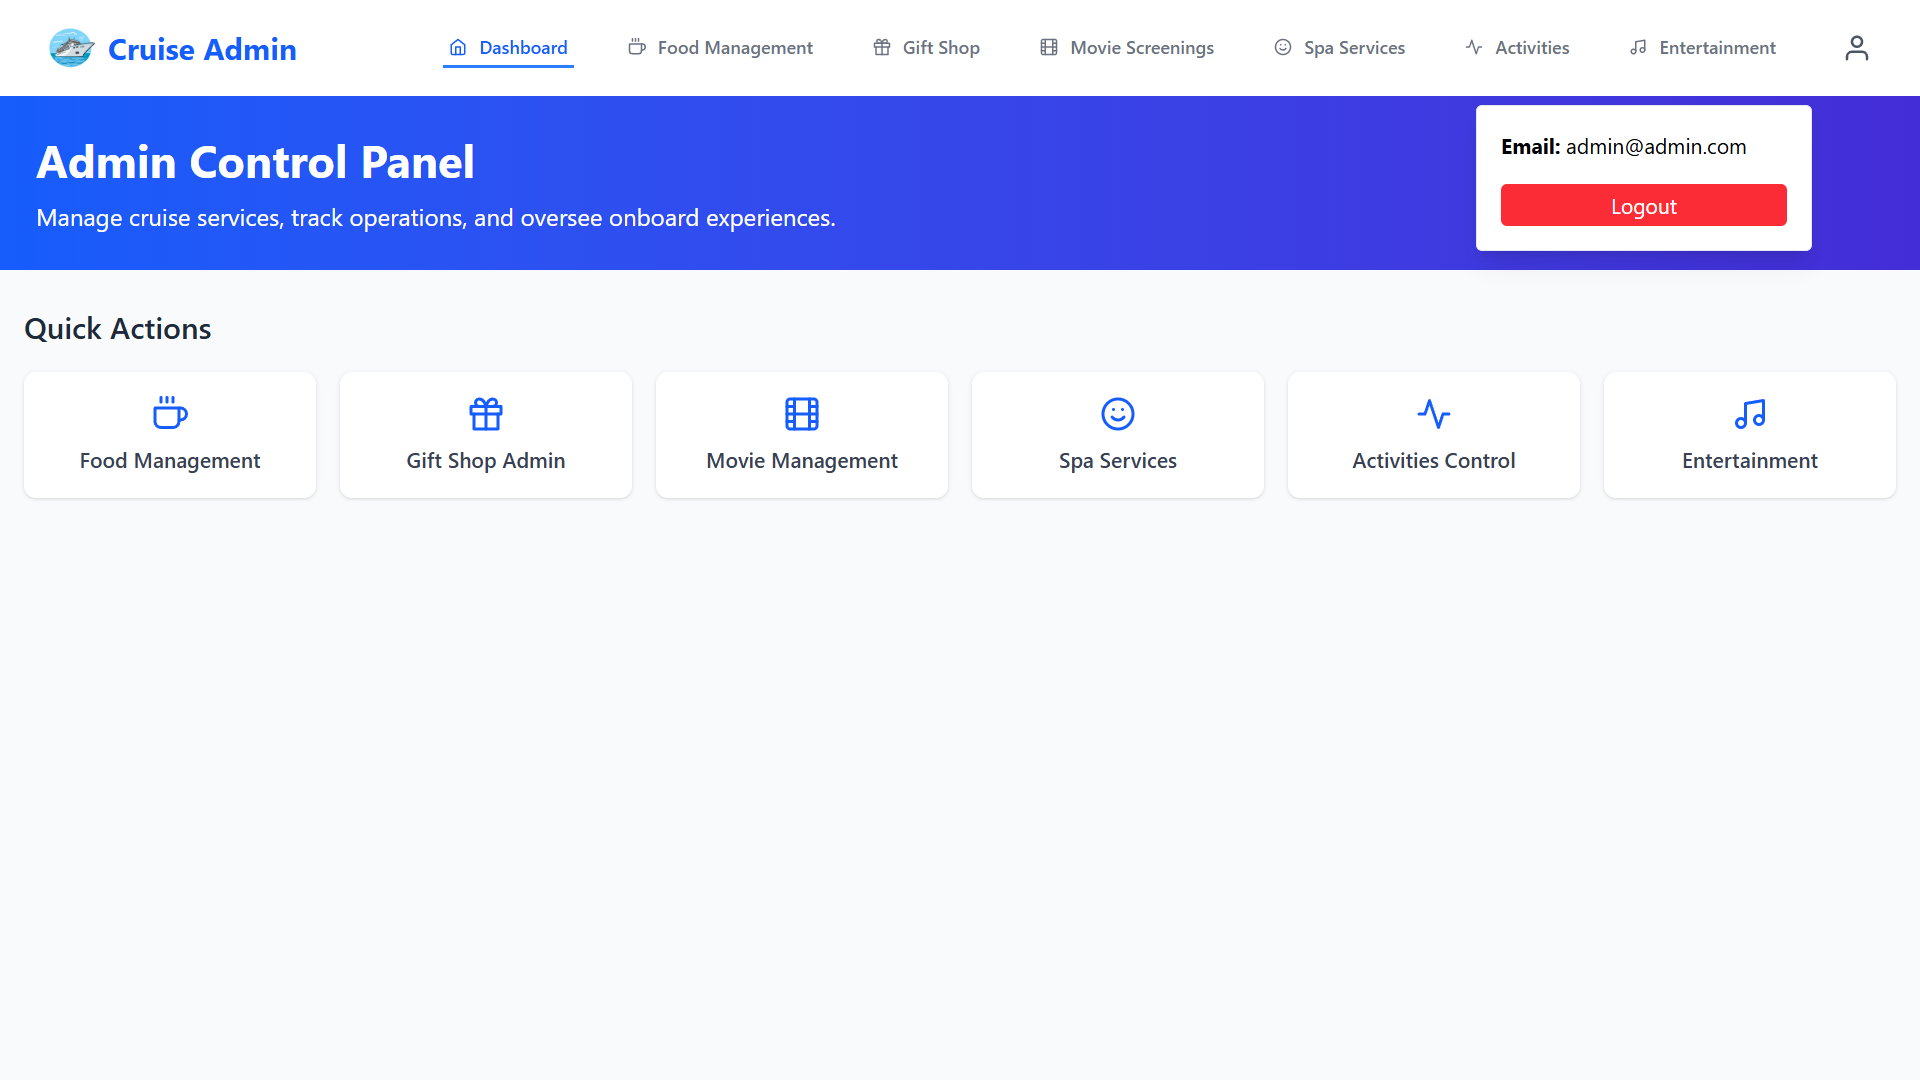 Cruise Admin
Dashboard
Food Management
Gift Shop
Movie Screenings
Spa Services
Activities
Entertainment
Admin Control Panel
Manage cruise services, track operations, and oversee onboard experiences.
Email: admin@admin.com
Logout
Quick Actions
Food Management
Gift Shop Admin
Movie Management
Spa Services
Activities Control
Entertainment